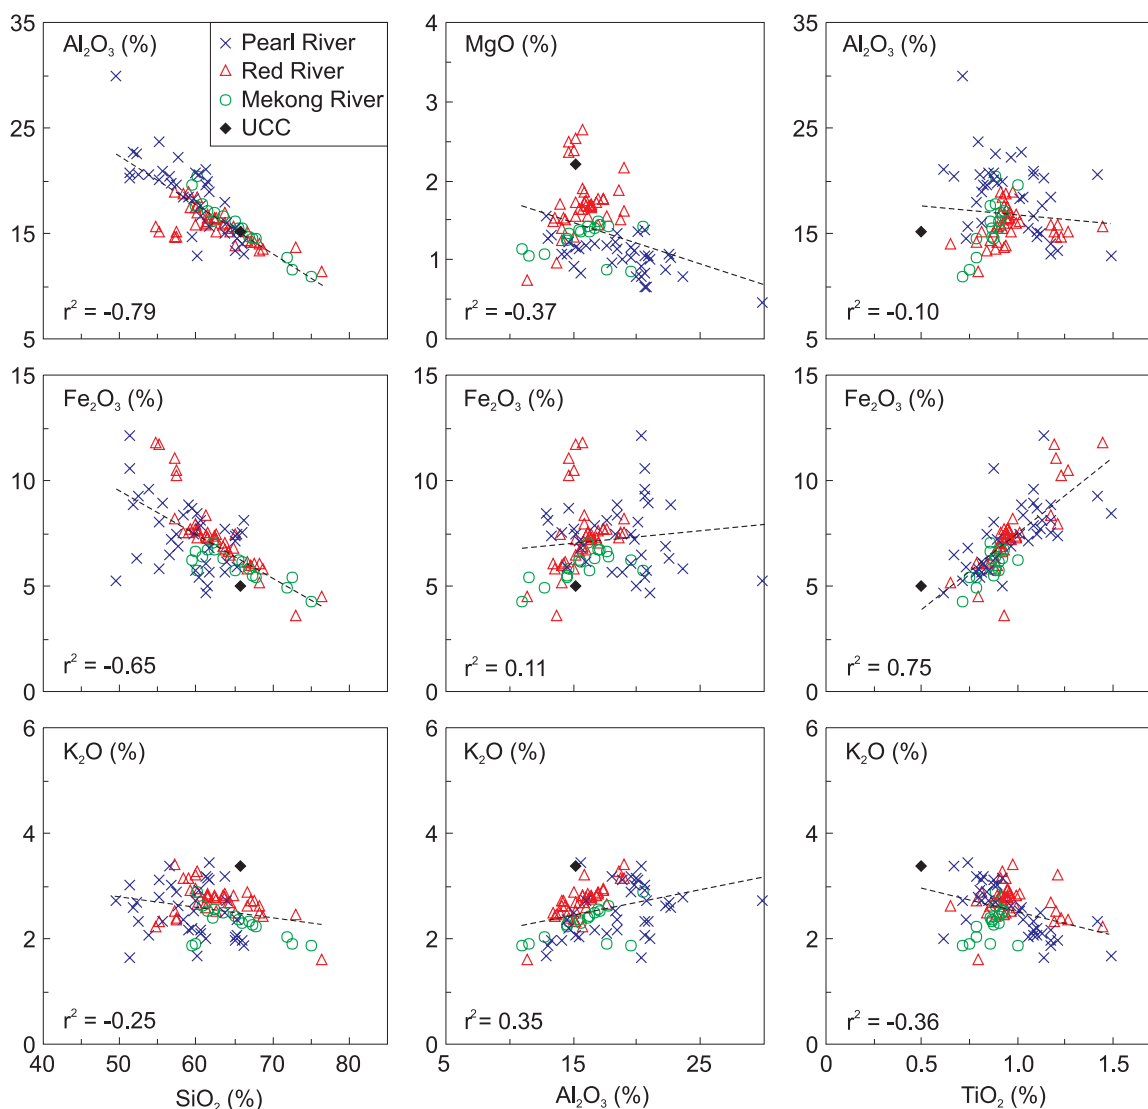 35
25
15
5
Al₂O₃ (%)
Pearl River
Red River
Mekong River
UCC
r² = -0.79
4
3
2
1
0
MgO (%)
r² = -0.37
35
25
15
5
Al₂O₃ (%)
r² = -0.10
15
10
5
0
Fe₂O₃ (%)
r² = -0.65
15
10
5
0
Fe₂O₃ (%)
r² = 0.11
15
10
5
0
Fe₂O₃ (%)
r² = 0.75
6
4
2
0
K₂O (%)
r² = -0.25
40 50 60 70 80
SiO₂ (%)
6
4
2
0
K₂O (%)
r² = 0.35
5 15 25
Al₂O₃ (%)
6
4
2
0
K₂O (%)
r² = -0.36
0 0.5 1.0 1.5
TiO₂ (%)